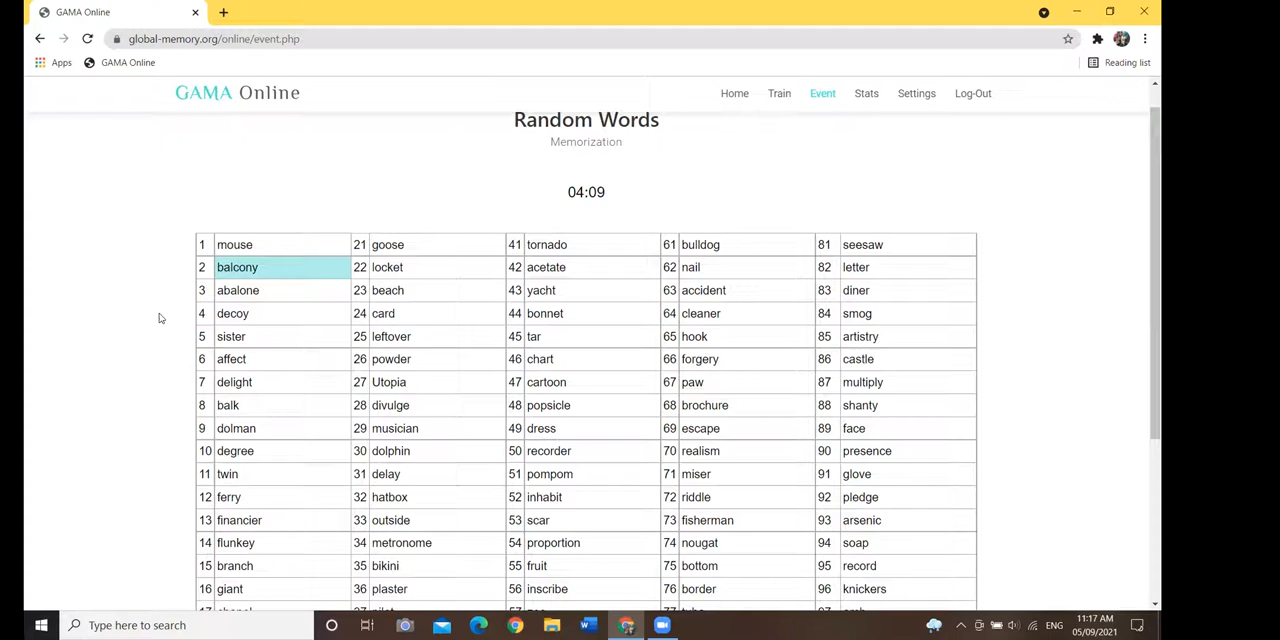 GAMA Online
global-memory.org/online/event.php
Apps GAMA Online Reading list
GAMA Online Home Train Event Stats Settings Log-Out
Random Words
Memorization
04:09
1 mouse 21 goose 41 tornado 61 bulldog 81 seesaw
2 balcony 22 locket 42 acetate 62 nail 82 letter
3 abalone 23 beach 43 yacht 63 accident 83 diner
4 decoy 24 card 44 bonnet 64 cleaner 84 smog
5 sister 25 leftover 45 tar 65 hook 85 artistry
6 affect 26 powder 46 chart 66 forgery 86 castle
7 delight 27 Utopia 47 cartoon 67 paw 87 multiply
8 balk 28 divulge 48 popsicle 68 brochure 88 shanty
9 dolman 29 musician 49 dress 69 escape 89 face
10 degree 30 dolphin 50 recorder 70 realism 90 presence
11 twin 31 delay 51 pompom 71 miser 91 glove
12 ferry 32 hatbox 52 inhabit 72 riddle 92 pledge
13 financier 33 outside 53 scar 73 fisherman 93 arsenic
14 flunkey 34 metronome 54 proportion 74 nougat 94 soap
15 branch 35 bikini 55 fruit 75 bottom 95 record
16 giant 36 plaster 56 inscribe 76 border 96 knickers
Type here to search ENG 11:17 AM
05/09/2021